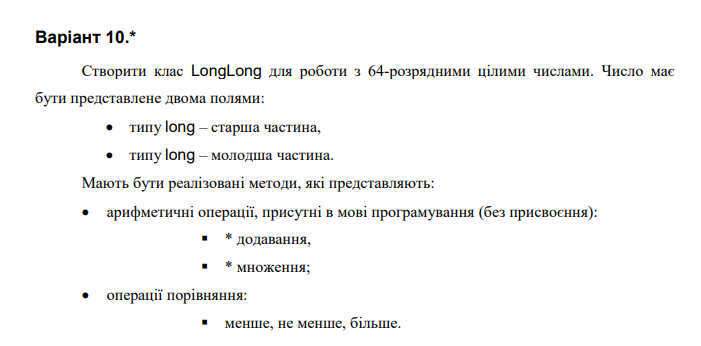 Варіант 10.*
Створити клас LongLong для роботи з 64-розрядними цілими числами. Число має
бути представлене двома полями:
• типу long – старша частина,
• типу long – молодша частина.
Мають бути реалізовані методи, які представляють:
• арифметичні операції, присутні в мові програмування (без присвоєння):
▪ * додавання,
▪ * множення;
• операції порівняння:
▪ менше, не менше, більше.